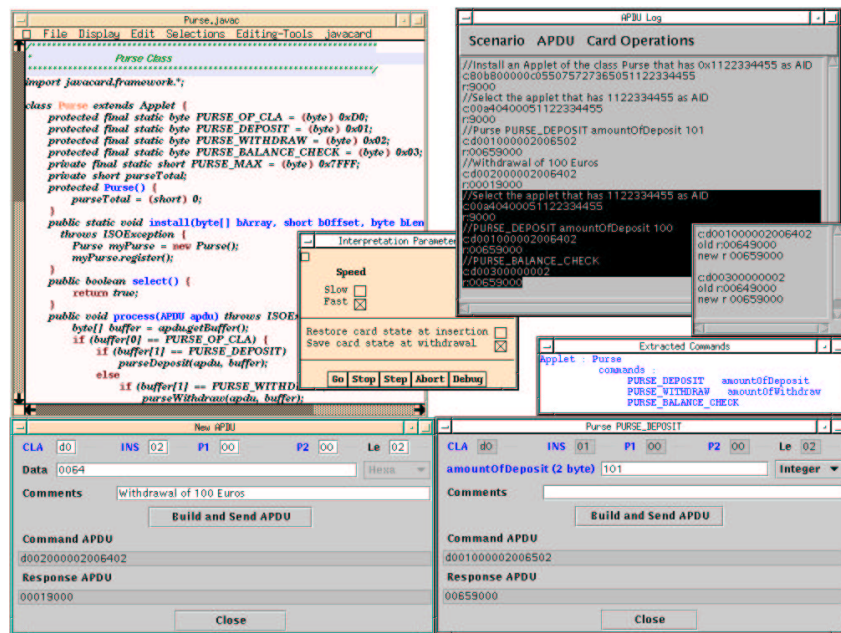 Purse.javac
File Display Edit Selections Editing-Tools javacard
/*****************************************************
* Purse Class
*****************************************************/
import javacard.framework.*;
class Purse extends Applet {
protected final static byte PURSE_OP_CLA = (byte) 0xD0;
protected final static byte PURSE_DEPOSIT = (byte) 0x01;
protected final static byte PURSE_WITHDRAW = (byte) 0x02;
protected final static byte PURSE_BALANCE_CHECK = (byte) 0x03;
private final static short PURSE_MAX = (byte) 0x7FFF;
private short purseTotal;
protected Purse() {
purseTotal = (short) 0;
}
public static void install(byte[] bArray, short bOffset, byte bLen
throws ISOException {
Purse myPurse = new Purse();
myPurse.register();
}
public boolean select() {
return true;
}
public void process(APDU apdu) throws ISOEx
byte[] buffer = apdu.getBuffer();
if (buffer[0] == PURSE_OP_CLA) {
if (buffer[1] == PURSE_DEPOSIT)
purseDeposit(apdu, buffer);
else
if (buffer[1] == PURSE_WITHD
purseWithdraw(apdu, buffer);
APDU Log
Scenario APDU Card Operations
//Install an Applet of the class Purse that has 0x1122334455 as AID
c:80b80000c055075727365051122334455
r:9000
//Select the applet that has 1122334455 as AID
c:00a40400051122334455
r:9000
//Purse PURSE_DEPOSIT amountOfDeposit 101
c:d001000002006502
r:00659000
//Withdrawal of 100 Euros
c:d002000002006402
r:00019000
//Select the applet that has 1122334455 as AID
c:00a40400051122334455
r:9000
//PURSE_DEPOSIT amountOfDeposit 100
c:d001000002006402
r:00659000
//PURSE_BALANCE_CHECK
c:d00300000002
r:00659000
c:d001000002006402
old r:00649000
new r 00659000
c:d00300000002
old r:00649000
new r 00659000
Interpretation Parameter
Speed
Slow
Fast
Restore card state at insertion
Save card state at withdrawal
Go Stop Step Abort Debug
Extracted Commands
Applet : Purse
commands :
PURSE_DEPOSIT amountOfDeposit
PURSE_WITHDRAW amountOfWithdraw
PURSE_BALANCE_CHECK
New APDU
CLA d0 INS 02 P1 00 P2 00 Le 02
Data 0064 Hexa
Comments Withdrawal of 100 Euros
Build and Send APDU
Command APDU
d002000002006402
Response APDU
00019000
Close
Purse PURSE_DEPOSIT
CLA d0 INS 01 P1 00 P2 00 Le 02
amountOfDeposit (2 byte) 101 Integer
Comments
Build and Send APDU
Command APDU
d001000002006502
Response APDU
00659000
Close